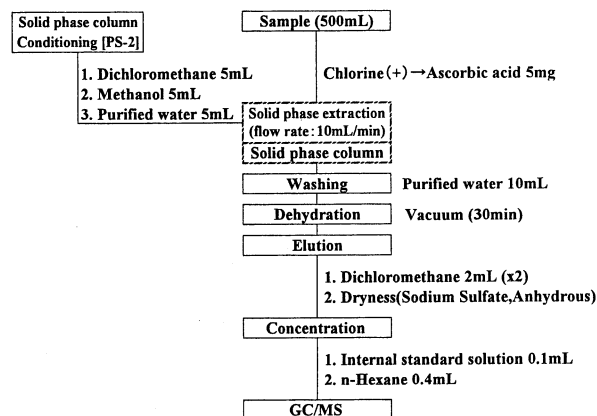 Solid phase column
Conditioning [PS-2]
1. Dichloromethane 5mL
2. Methanol 5mL
3. Purified water 5mL
Sample (500mL)
Chlorine(+)→Ascorbic acid 5mg
Solid phase extraction
(flow rate:10mL/min)
Solid phase column
Washing
Purified water 10mL
Dehydration
Vacuum (30min)
Elution
1. Dichloromethane 2mL (x2)
2. Dryness(Sodium Sulfate,Anhydrous)
Concentration
1. Internal standard solution 0.1mL
2. n-Hexane 0.4mL
GC/MS